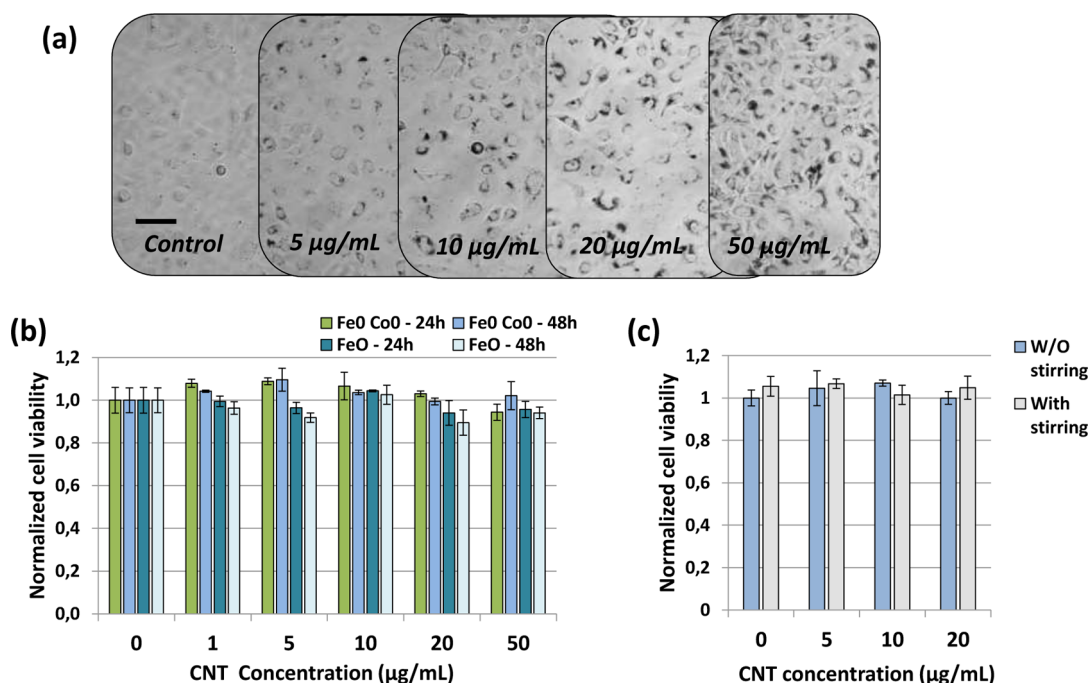 (a)
Control
5 µg/mL
10 µg/mL
20 µg/mL
50 µg/mL
(b)
Fe0 Co0 - 24h
Fe0 Co0 - 48h
FeO - 24h
FeO - 48h
Normalized cell viability
1,2
1,0
0,8
0,6
0,4
0,2
0,0
0 1 5 10 20 50
CNT Concentration (µg/mL)
(c)
W/O stirring
With stirring
Normalized cell viabiliy
1,2
1
0,8
0,6
0,4
0,2
0
0 5 10 20
CNT concentration (µg/mL)